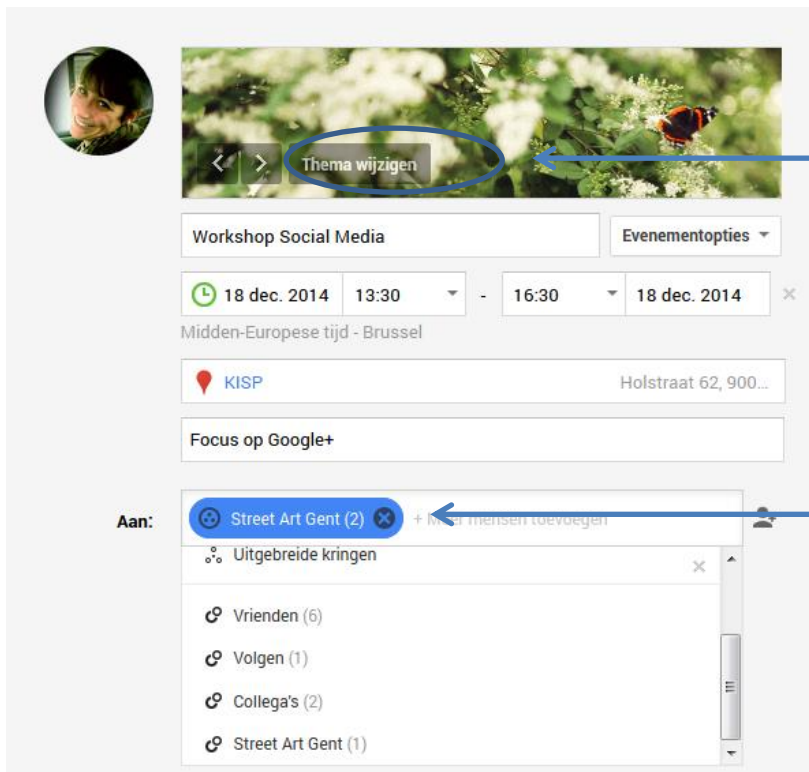 Thema wijzigen
Workshop Social Media
Evenementopties
18 dec. 2014 13:30 - 16:30 18 dec. 2014
Midden-Europese tijd - Brussel
KISP Holstraat 62, 900...
Focus op Google+
Aan: Street Art Gent (2) + Meer mensen toevoegen
Uitgebreide kringen
Vrienden (6)
Volgen (1)
Collega's (2)
Street Art Gent (1)